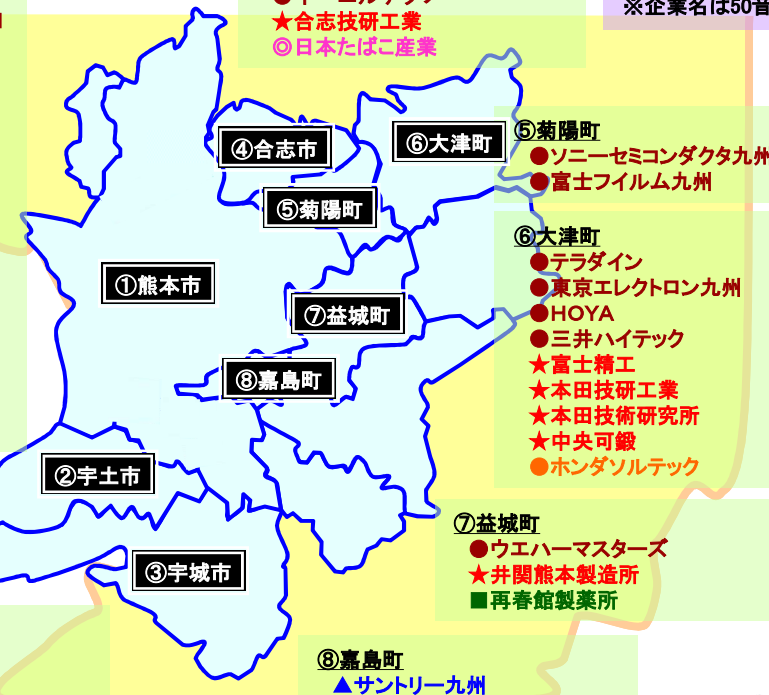 ★合志技研工業
◎日本たばこ産業
※企業名は50音
④合志市
⑥大津町
⑤菊陽町
①熊本市
⑦益城町
⑧嘉島町
②宇土市
③宇城市
⑤菊陽町
●ソニーセミコンダクタ九州
●富士フイルム九州
⑥大津町
●テラダイン
●東京エレクトロン九州
●HOYA
●三井ハイテック
★富士精工
★本田技研工業
★本田技術研究所
★中央可鍛
●ホンダソルテック
⑦益城町
●ウエハーマスターズ
★井関熊本製造所
■再春館製薬所
⑧嘉島町
▲サントリー九州